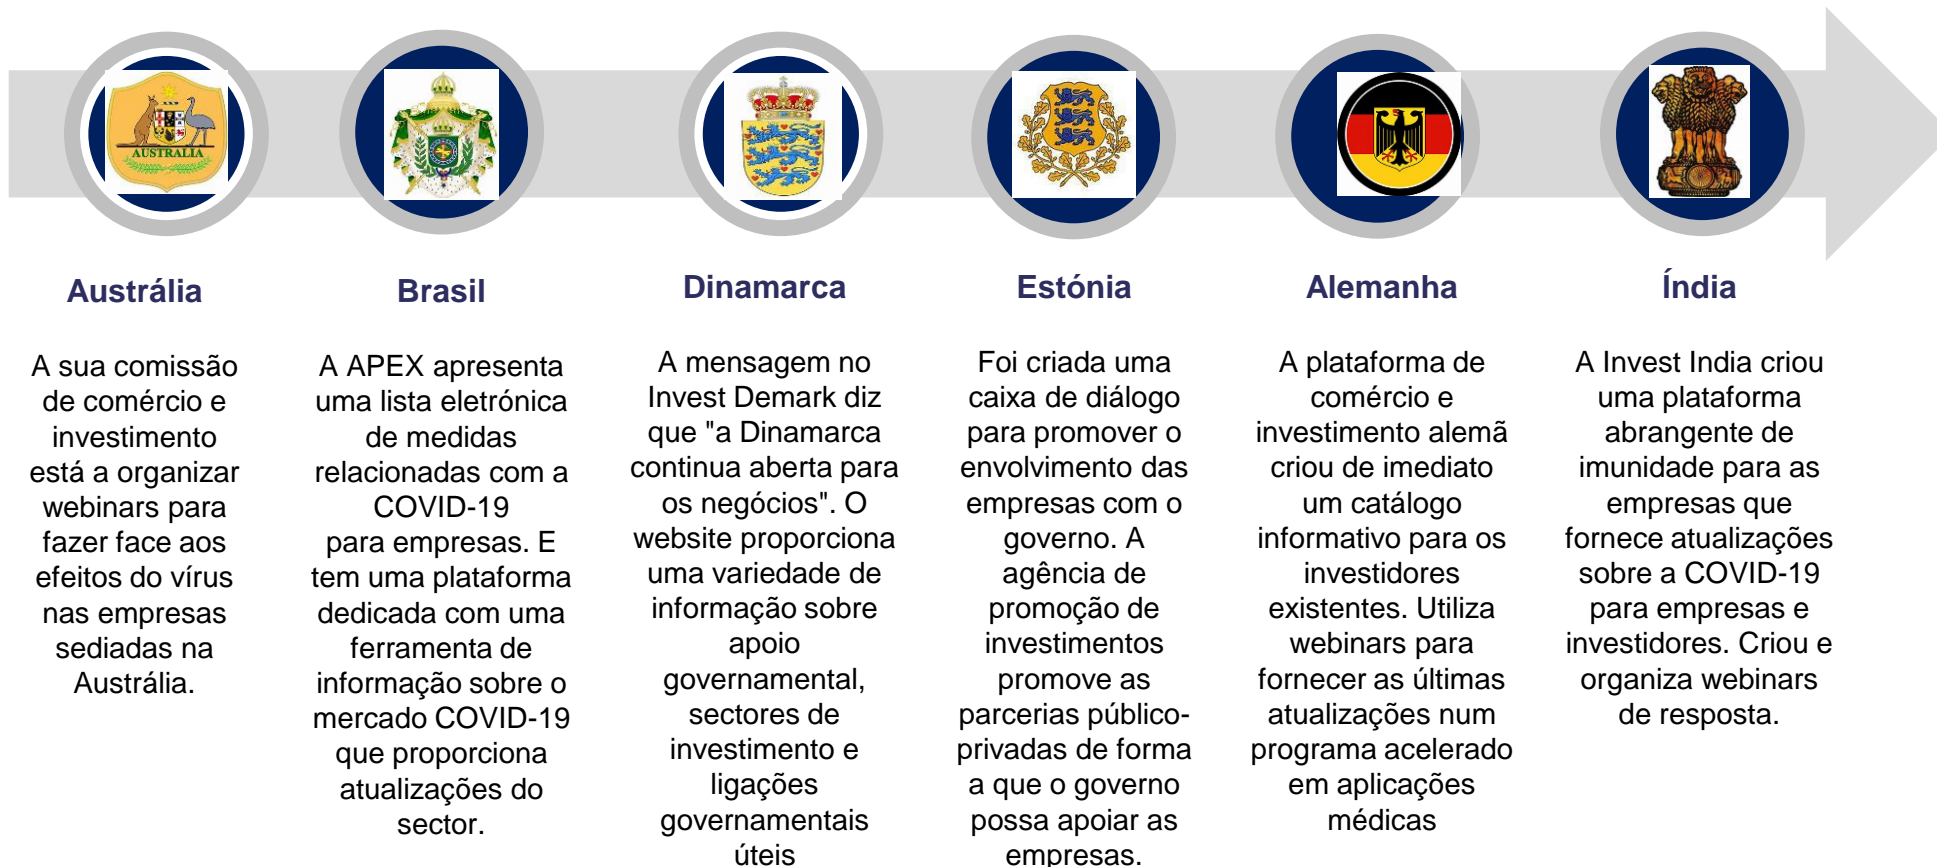 AUSTRALIA
Austrália
A sua comissão
de comércio e
investimento
está a organizar
webinars para
fazer face aos
efeitos do vírus
nas empresas
sediadas na
Austrália.
Brasil
A APEX apresenta
uma lista eletrónica
de medidas
relacionadas com a
COVID-19
para empresas. E
tem uma plataforma
dedicada com uma
ferramenta de
informação sobre o
mercado COVID-19
que proporciona
atualizações do
sector.
Dinamarca
A mensagem no
Invest Demark diz
que "a Dinamarca
continua aberta para
os negócios". O
website proporciona
uma variedade de
informação sobre
apoio
governamental,
sectores de
investimento e
ligações
governamentais
úteis
Estónia
Foi criada uma
caixa de diálogo
para promover o
envolvimento das
empresas com o
governo. A
agência de
promoção de
investimentos
promove as
parcerias público-
privadas de forma
a que o governo
possa apoiar as
empresas.
Alemanha
A plataforma de
comércio e
investimento alemã
criou de imediato
um catálogo
informativo para os
investidores
existentes. Utiliza
webinars para
fornecer as últimas
atualizações num
programa acelerado
em aplicações
médicas
Índia
A Invest India criou
uma plataforma
abrangente de
imunidade para as
empresas que
fornece atualizações
sobre a COVID-19
para empresas e
investidores. Criou e
organiza webinars
de resposta.